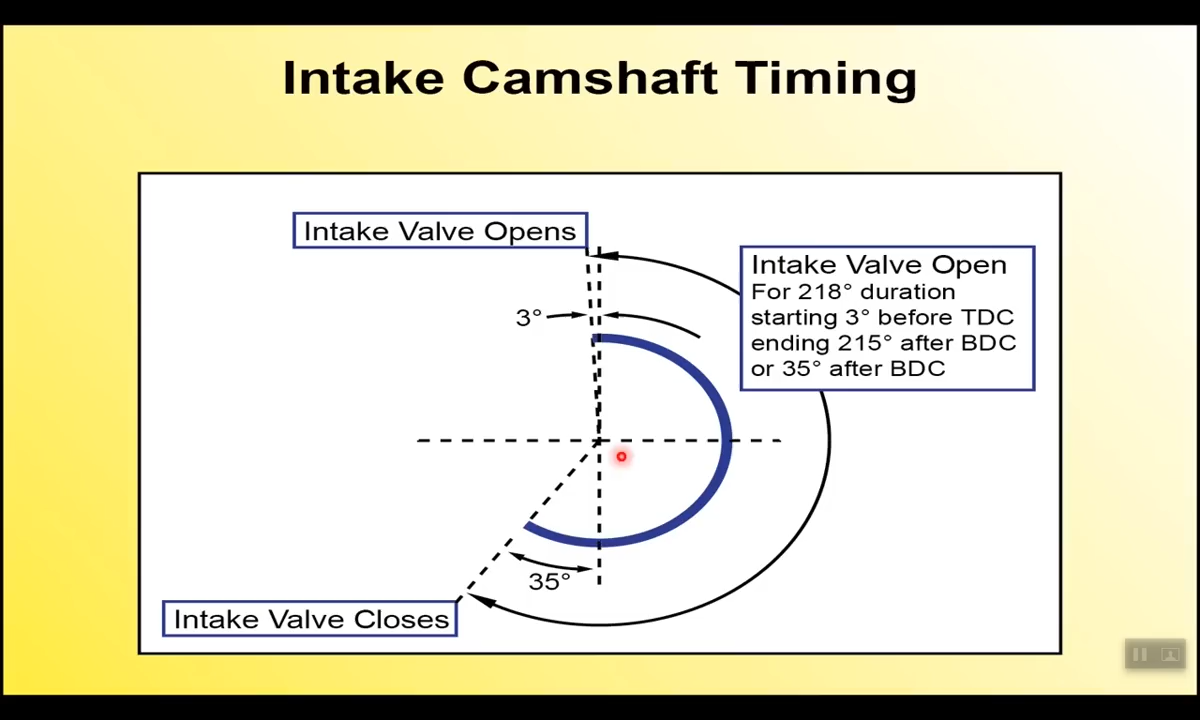 Intake Camshaft Timing
Intake Valve Opens
Intake Valve Open
For 218° duration
starting 3° before TDC
ending 215° after BDC
or 35° after BDC
3°
35°
Intake Valve Closes